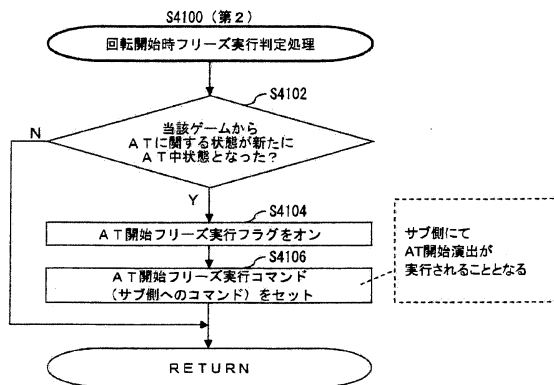 S4100（第２）
回転開始時フリーズ実行判定処理
S4102
当該ゲームから
ＡＴに関する状態が新たに
ＡＴ中状態となった？
N
Y
S4104
ＡＴ開始フリーズ実行フラグをオン
S4106
ＡＴ開始フリーズ実行コマンド
（サブ側へのコマンド）をセット
サブ側にて
AT開始演出が
実行されることとなる
ＲＥＴＵＲＮ